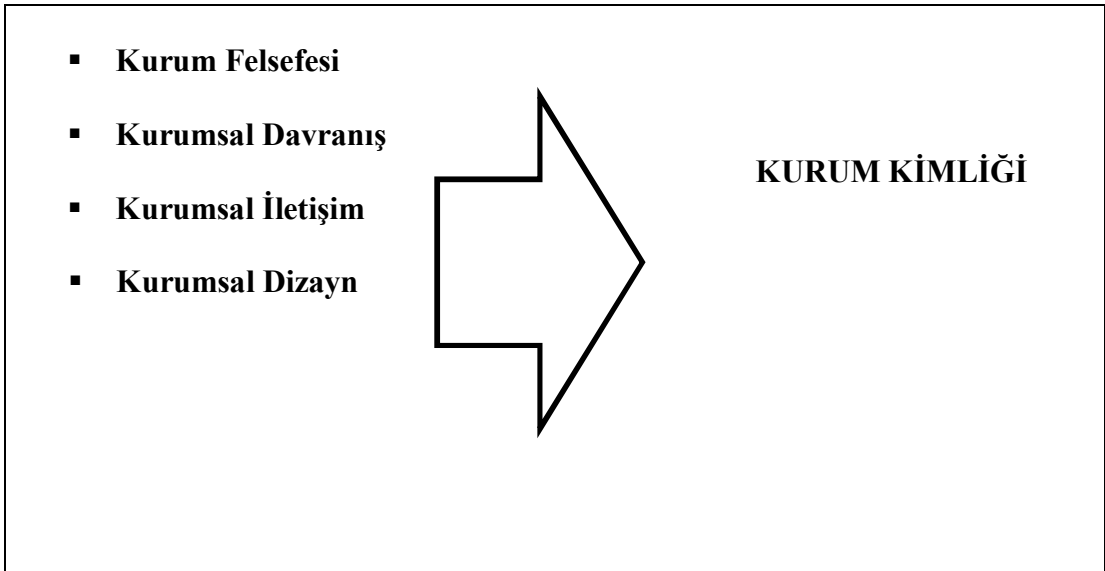 ▪ Kurum Felsefesi
▪ Kurumsal Davranış
▪ Kurumsal İletişim
▪ Kurumsal Dizayn
KURUM KİMLİĞİ